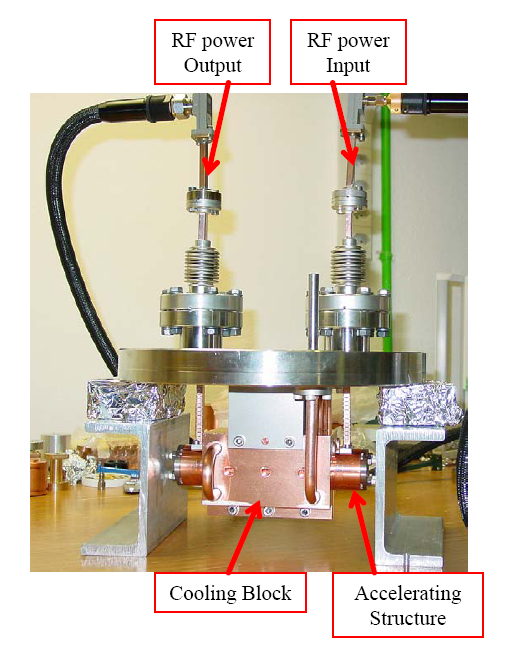 RF power
Output
RF power
Input
Cooling Block
Accelerating
Structure